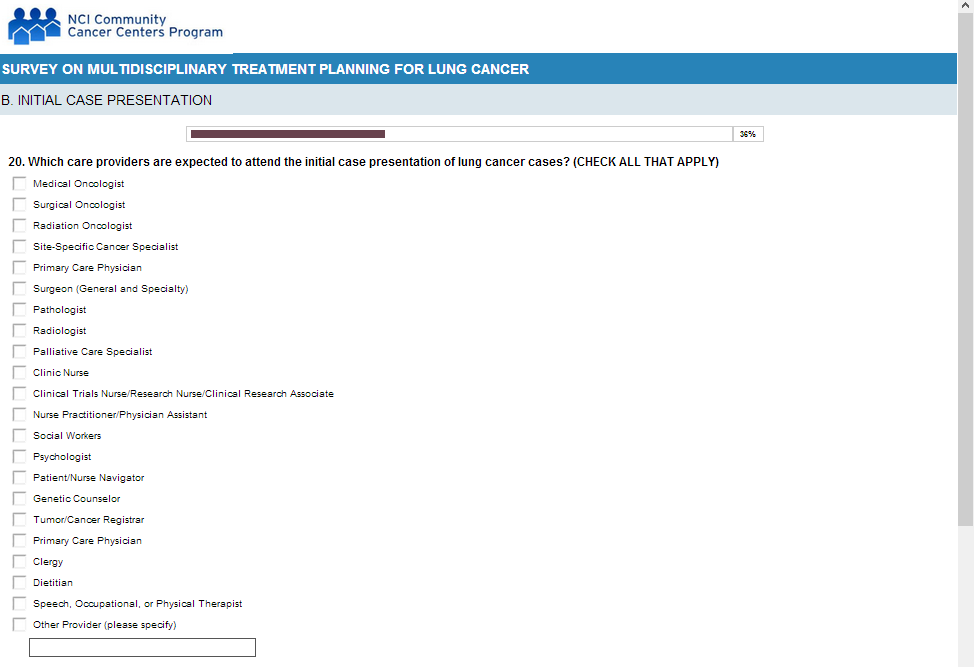 NCI Community
Cancer Centers Program
SURVEY ON MULTIDISCIPLINARY TREATMENT PLANNING FOR LUNG CANCER
B. INITIAL CASE PRESENTATION
36%
20. Which care providers are expected to attend the initial case presentation of lung cancer cases? (CHECK ALL THAT APPLY)
Medical Oncologist
Surgical Oncologist
Radiation Oncologist
Site-Specific Cancer Specialist
Primary Care Physician
Surgeon (General and Specialty)
Pathologist
Radiologist
Palliative Care Specialist
Clinic Nurse
Clinical Trials Nurse/Research Nurse/Clinical Research Associate
Nurse Practitioner/Physician Assistant
Social Workers
Psychologist
Patient/Nurse Navigator
Genetic Counselor
Tumor/Cancer Registrar
Primary Care Physician
Clergy
Dietitian
Speech, Occupational, or Physical Therapist
Other Provider (please specify)